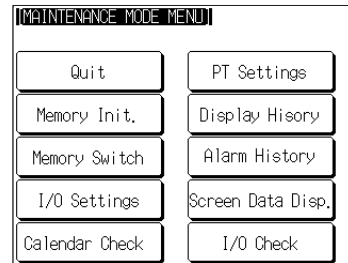 [MAINTENANCE MODE MENU]
Quit
PT Settings
Memory Init.
Display Hisory
Memory Switch
Alarm History
I/O Settings
Screen Data Disp.
Calendar Check
I/O Check